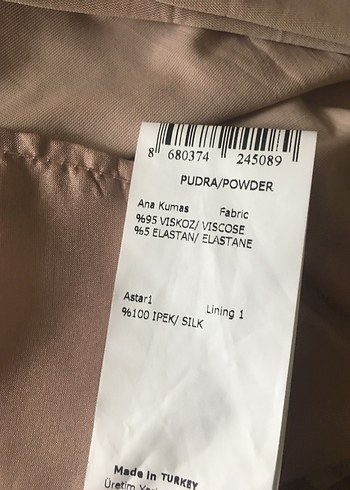 8 680374 245089
PUDRA/POWDER
Ana Kumas Fabric
%95 VISKOZ/ VISCOSE
%5 ELASTAN/ ELASTANE
Astar1 Lining 1
%100 IPEK/ SILK
Made in TURKEY
Üretim